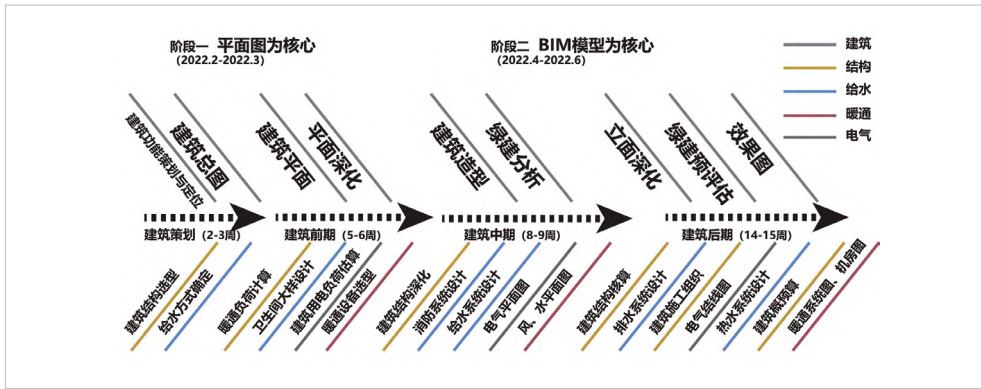 阶段一 平面图为核心
(2022.2-2022.3)
阶段二 BIM模型为核心
(2022.4-2022.6)
建筑
结构
给水
暖通
电气
建筑功能策划与定位
建筑总图
建筑平面
平面深化
建筑造型
绿建分析
立面深化
绿建预评估
效果图
建筑策划 (2-3周)
建筑前期 (5-6周)
建筑中期 (8-9周)
建筑后期 (14-15周)
建筑结构造型
给水方式确定
暖通负荷计算
卫生间大样设计
建筑用电负荷估算
暖通设备选型
建筑结构深化
消防系统设计
给水系统设计
电气平面图
风、水平面图
建筑结构核算
排水系统设计
建筑施工组织
电气结线图
热水系统设计
建筑概预算
暖通系统图、机房图